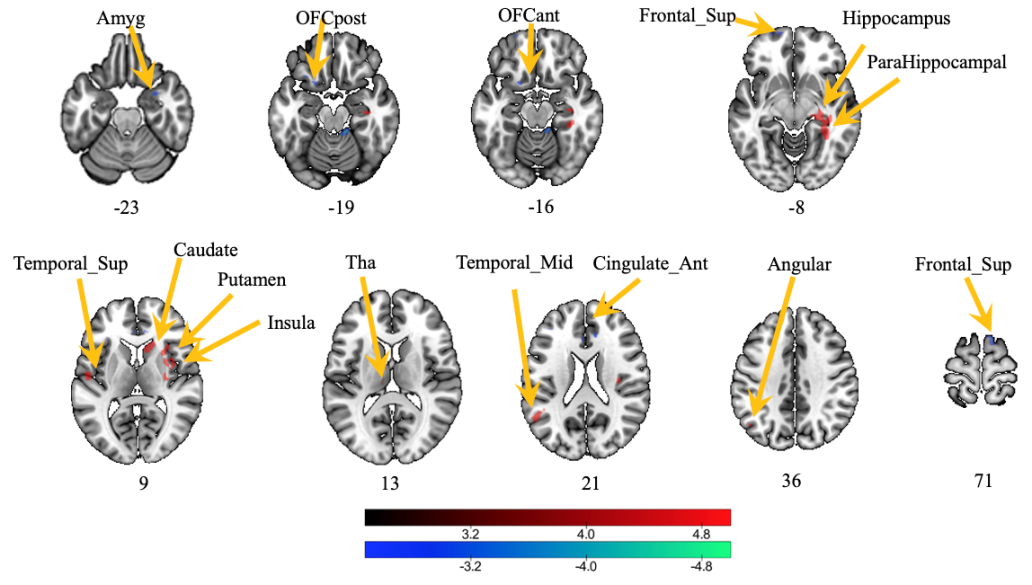 Amyg
OFCpost
OFCant
Frontal_Sup
Hippocampus
ParaHippocampal
-23
-19
-16
-8
Temporal_Sup
Caudate
Putamen
Insula
Tha
Temporal_Mid
Cingulate_Ant
Angular
Frontal_Sup
9
13
21
36
71
3.2
4.0
4.8
-3.2
-4.0
-4.8